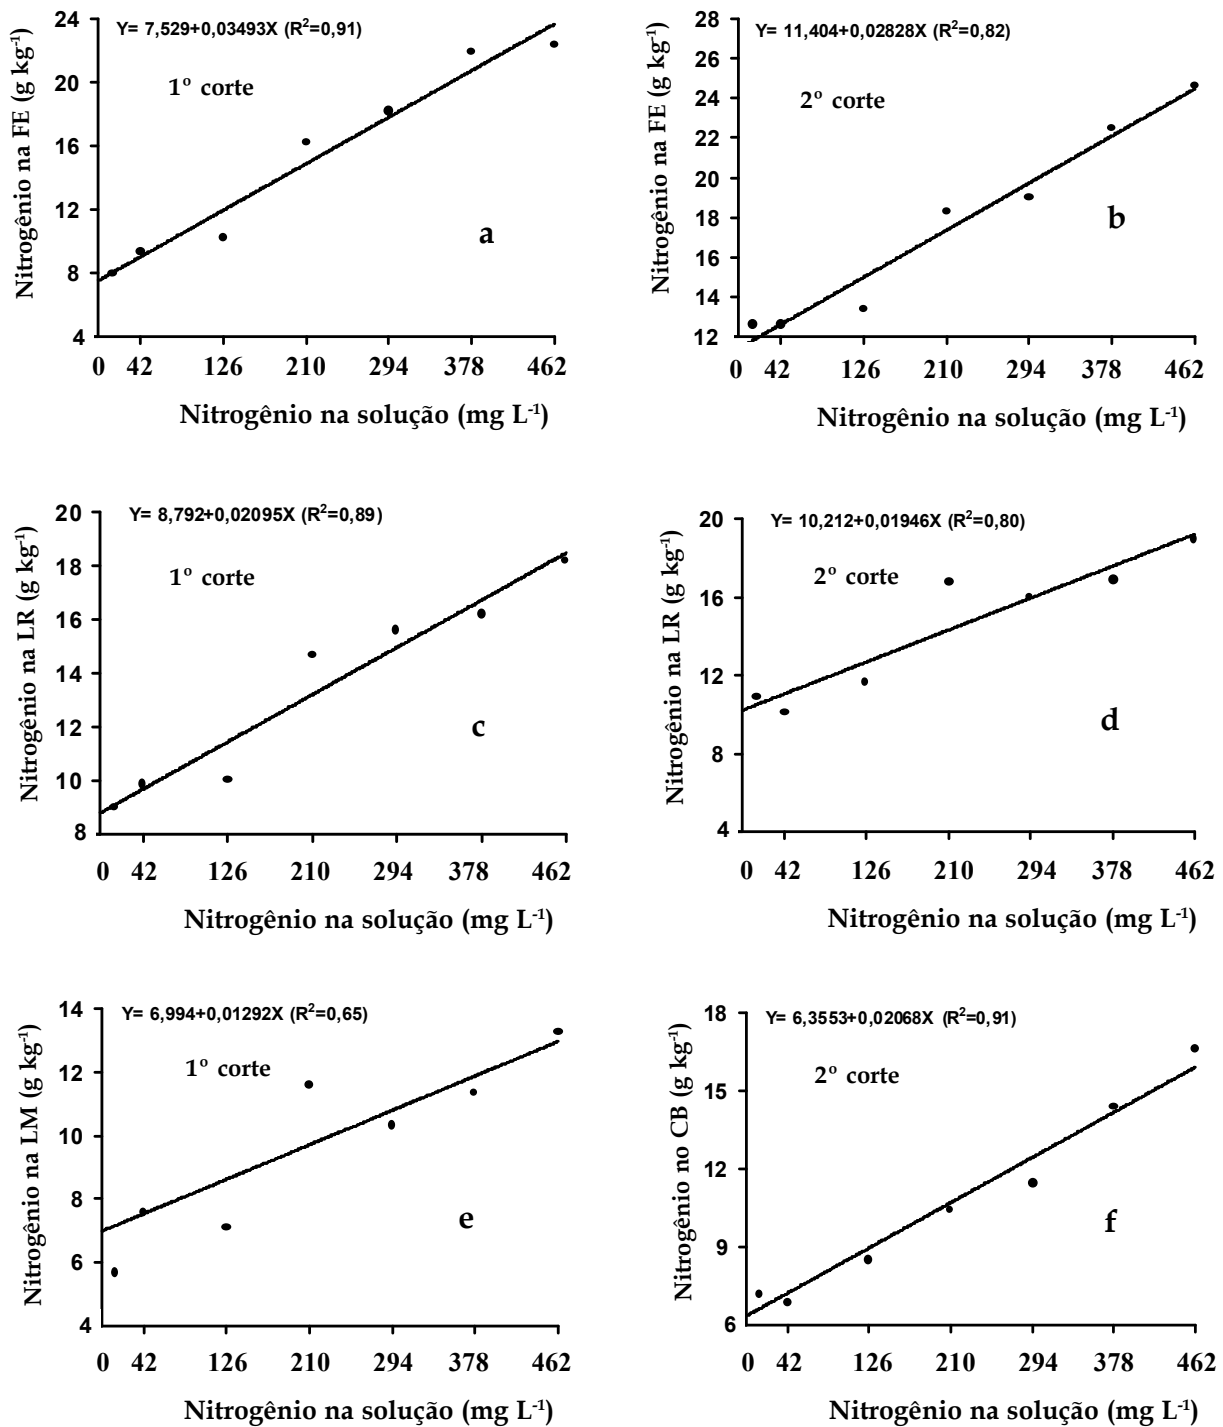 Y= 7,529+0,03493X (R²=0,91)
1º corte
Nitrogênio na FE (g kg⁻¹)
24
20
16
12
8
4
a
0 42 126 210 294 378 462
Nitrogênio na solução (mg L⁻¹)
Y= 11,404+0,02828X (R²=0,82)
2º corte
Nitrogênio na FE (g kg⁻¹)
28
26
24
22
20
18
16
14
12
b
0 42 126 210 294 378 462
Nitrogênio na solução (mg L⁻¹)
Y= 8,792+0,02095X (R²=0,89)
1º corte
Nitrogênio na LR (g kg⁻¹)
20
18
16
14
12
10
8
c
0 42 126 210 294 378 462
Nitrogênio na solução (mg L⁻¹)
Y= 10,212+0,01946X (R²=0,80)
2º corte
Nitrogênio na LR (g kg⁻¹)
20
16
12
8
4
d
0 42 126 210 294 378 462
Nitrogênio na solução (mg L⁻¹)
Y= 6,994+0,01292X (R²=0,65)
1º corte
Nitrogênio na LM (g kg⁻¹)
14
12
10
8
6
4
e
0 42 126 210 294 378 462
Nitrogênio na solução (mg L⁻¹)
Y= 6,3553+0,02068X (R²=0,91)
2º corte
Nitrogênio no CB (g kg⁻¹)
18
15
12
9
6
f
0 42 126 210 294 378 462
Nitrogênio na solução (mg L⁻¹)